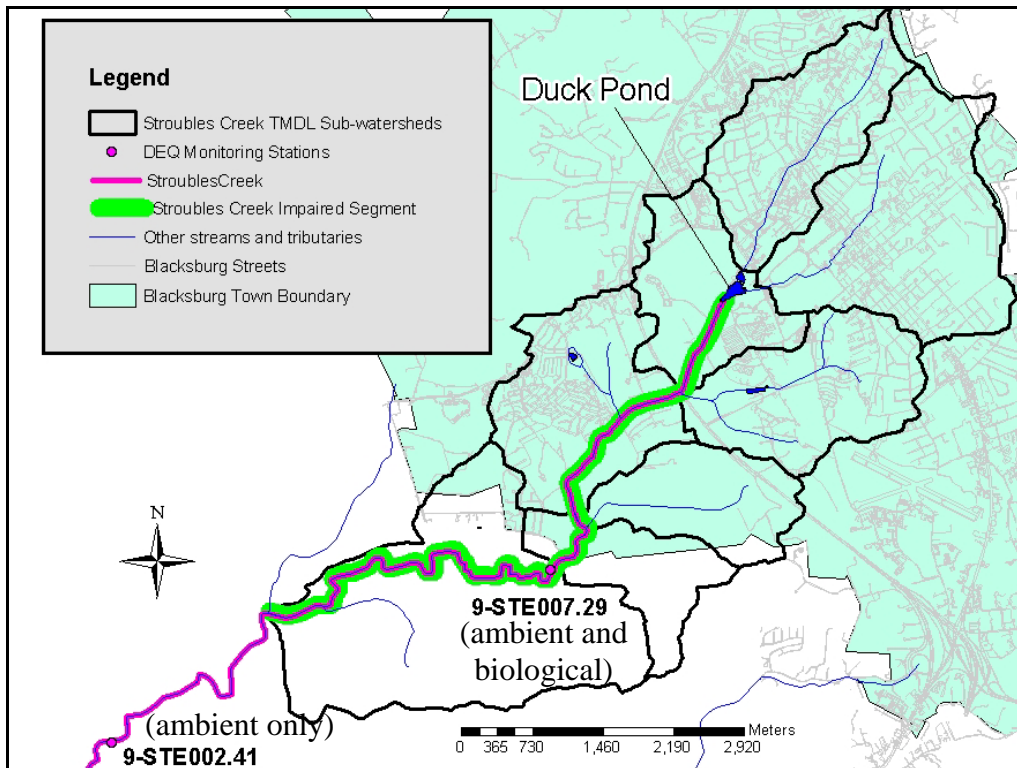 Legend
Stroubles Creek TMDL Sub-watersheds
DEQ Monitoring Stations
StroublesCreek
Stroubles Creek Impaired Segment
Other streams and tributaries
Blacksburg Streets
Blacksburg Town Boundary
Duck Pond
N
9-STE007.29
(ambient and
biological)
(ambient only)
9-STE002.41
Meters
0 365 730 1,460 2,190 2,920